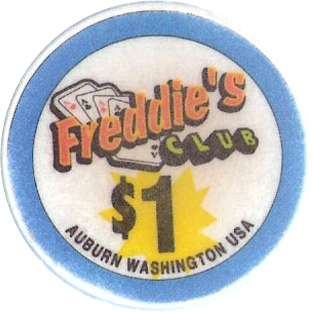 Freddie's
CLUB
$1
AUBURN WASHINGTON USA